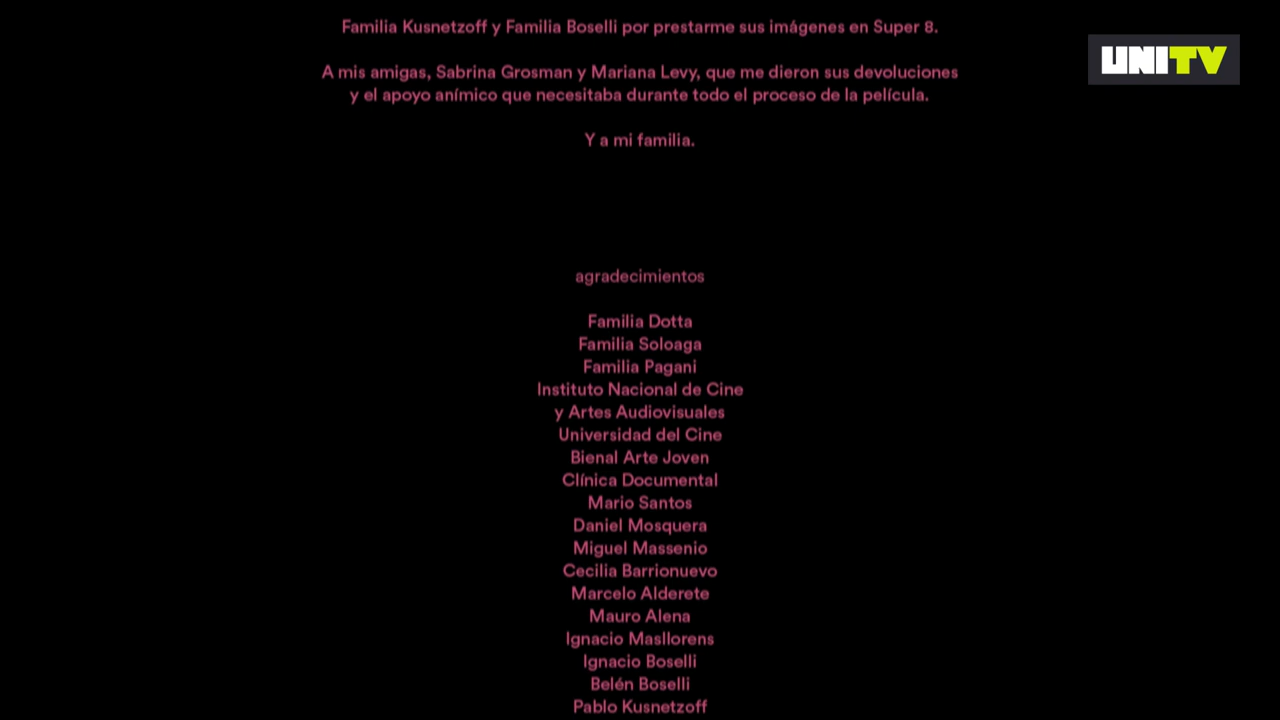 Familia Kusnetzoff y Familia Boselli por prestarme sus imágenes en Super 8.
UNITV
A mis amigas, Sabrina Grosman y Mariana Levy, que me dieron sus devoluciones
y el apoyo anímico que necesitaba durante todo el proceso de la película.
Y a mi familia.
agradecimientos
Familia Dotta
Familia Soloaga
Familia Pagani
Instituto Nacional de Cine
y Artes Audiovisuales
Universidad del Cine
Bienal Arte Joven
Clínica Documental
Mario Santos
Daniel Mosquera
Miguel Massenio
Cecilia Barrionuevo
Marcelo Alderete
Mauro Alena
Ignacio Masllorens
Ignacio Boselli
Belén Boselli
Pablo Kusnetzoff